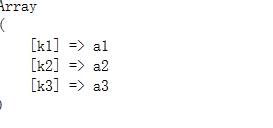 Array
(
[k1] => a1
[k2] => a2
[k3] => a3
)